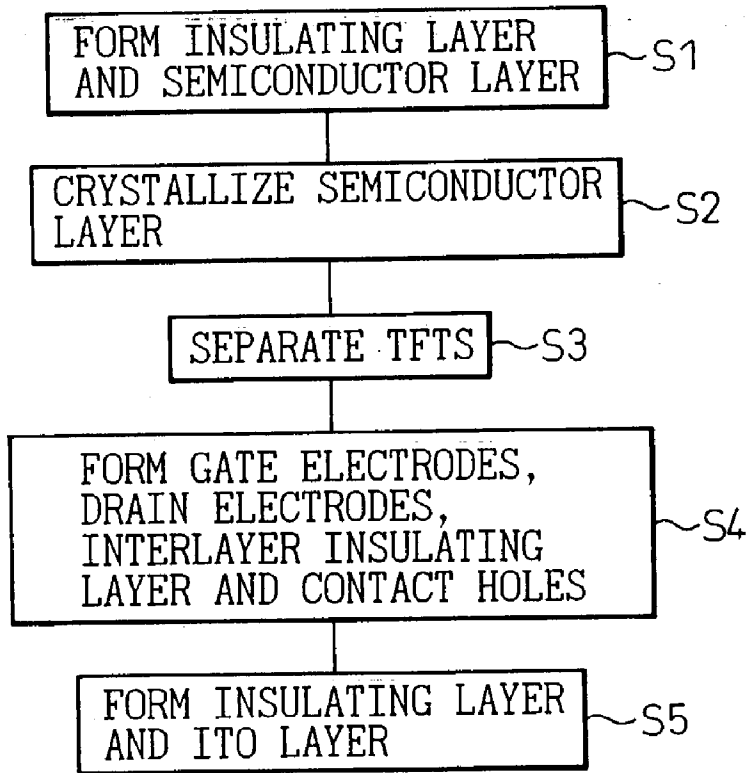 FORM INSULATING LAYER
AND SEMICONDUCTOR LAYER
S1
CRYSTALLIZE SEMICONDUCTOR
LAYER
S2
SEPARATE TFTS
S3
FORM GATE ELECTRODES,
DRAIN ELECTRODES,
INTERLAYER INSULATING
LAYER AND CONTACT HOLES
S4
FORM INSULATING LAYER
AND ITO LAYER
S5